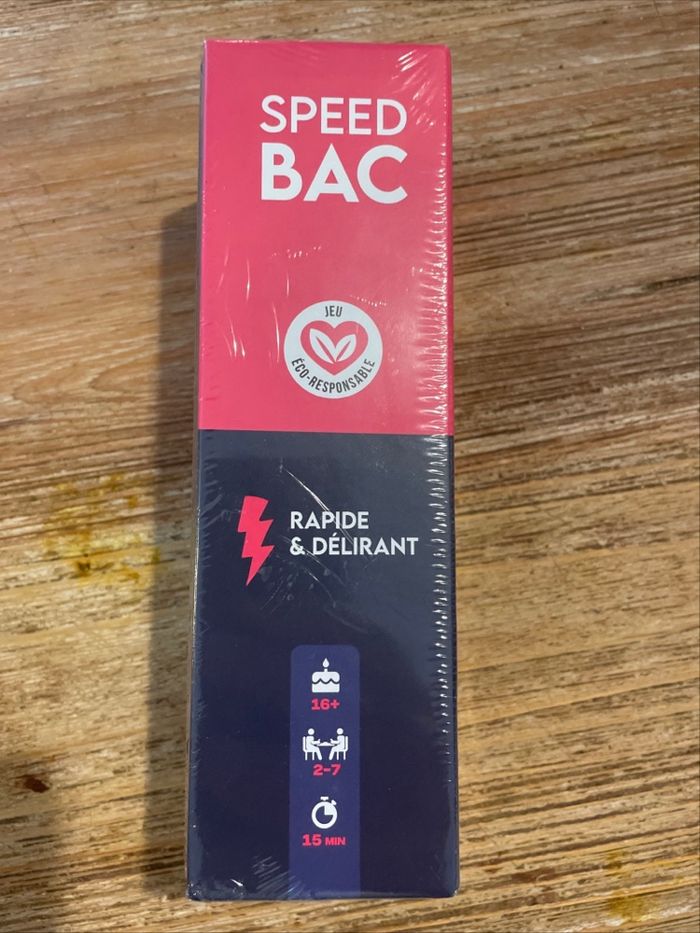 SPEED
BAC
JEU
ÉCO-RESPONSABLE
RAPIDE
& DÉLIRANT
16+
2-7
15 MIN